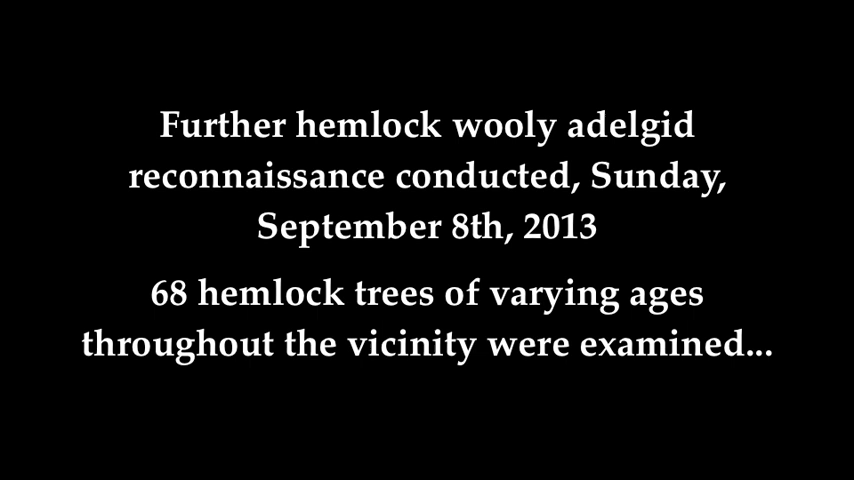 Further hemlock wooly adelgid
reconnaissance conducted, Sunday,
September 8th, 2013
68 hemlock trees of varying ages
throughout the vicinity were examined...